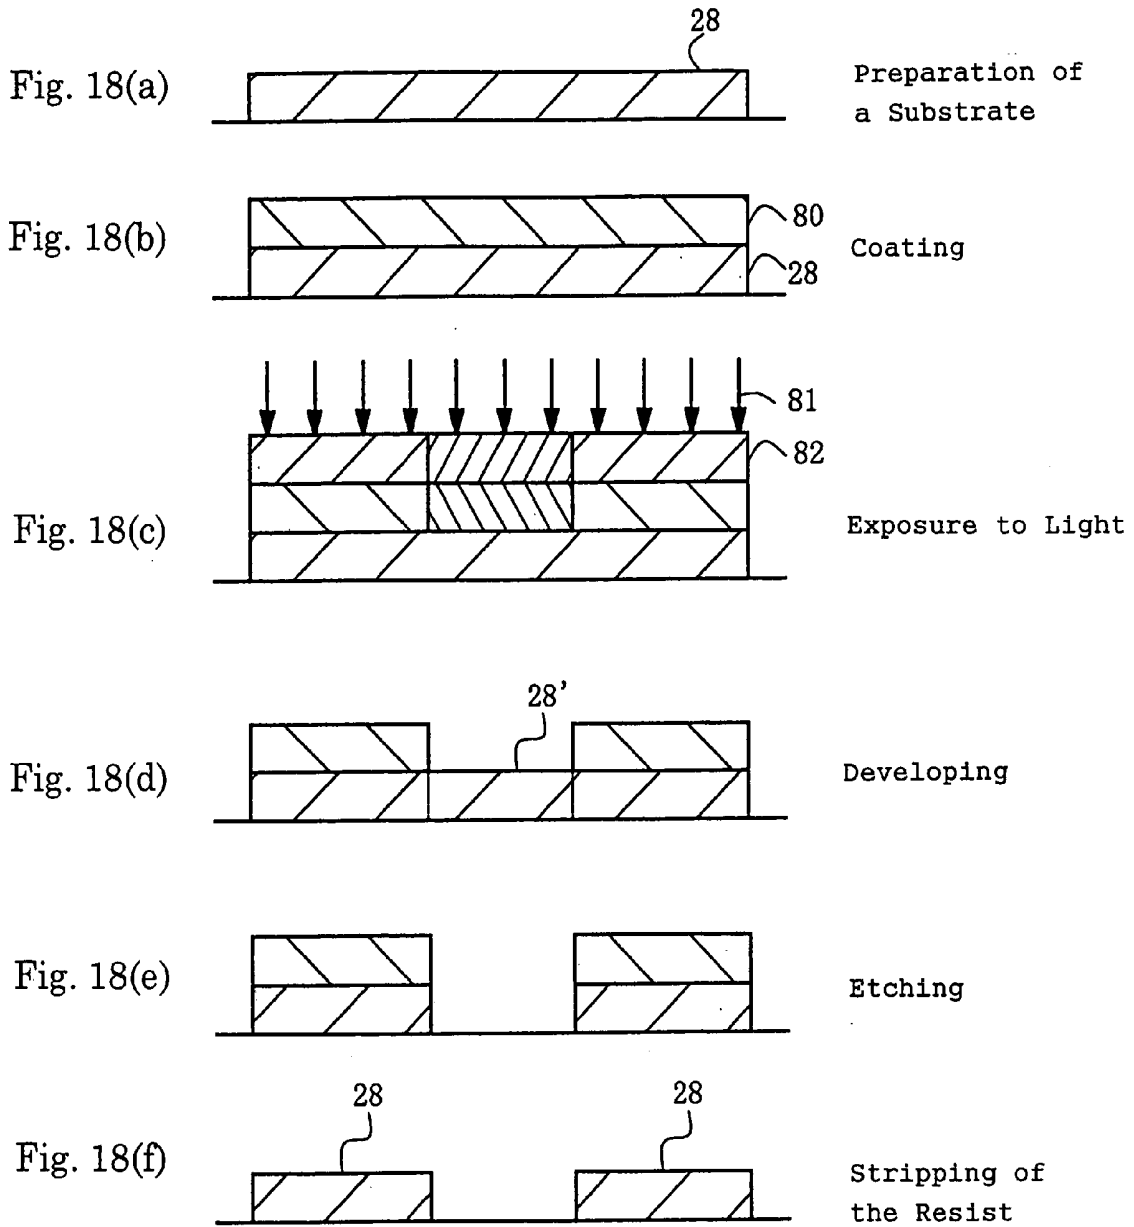 28
Fig. 18(a)
Preparation of
a Substrate
80
Fig. 18(b)
Coating
28
81
82
Fig. 18(c)
Exposure to Light
28'
Fig. 18(d)
Developing
Fig. 18(e)
Etching
28
28
Fig. 18(f)
Stripping of
the Resist